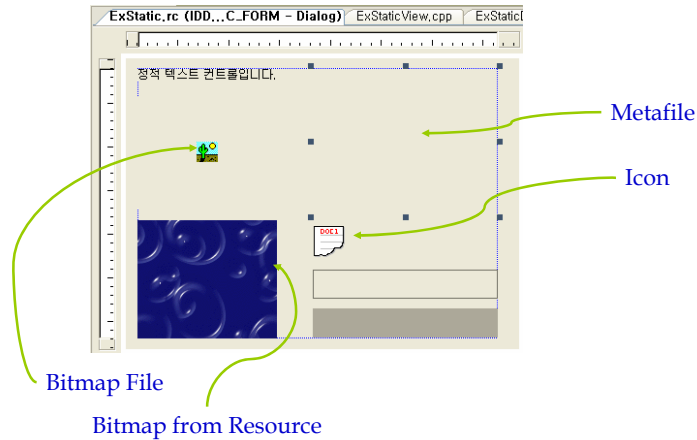 ExStatic.rc (IDD...C_FORM - Dialog) ExStaticView.cpp ExStatic
정적 텍스트 컨트롤입니다.
Metafile
Icon
DOC1
Bitmap File
Bitmap from Resource